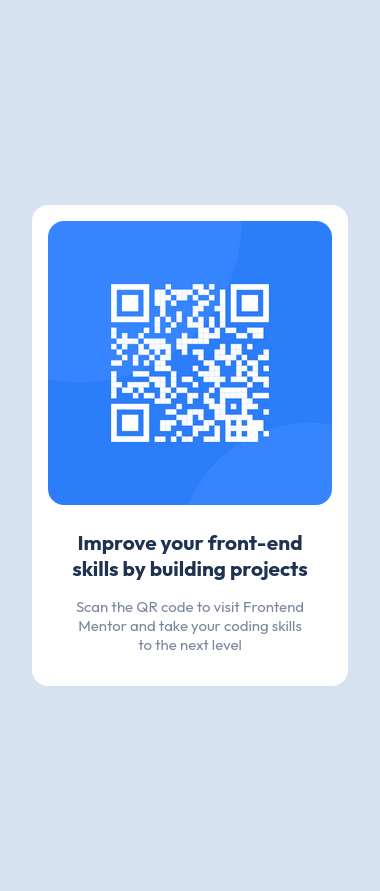 Improve your front-end
skills by building projects
Scan the QR code to visit Frontend
Mentor and take your coding skills
to the next level